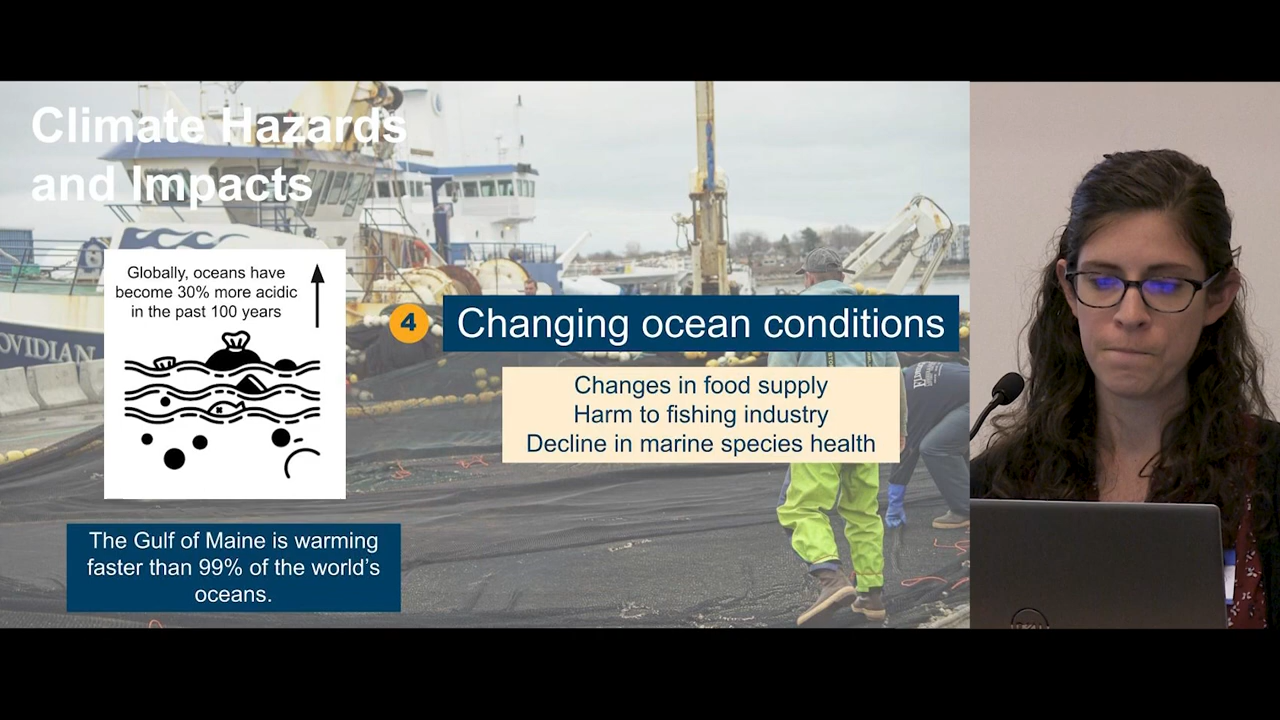 Climate Hazards
and Impacts
Globally, oceans have
become 30% more acidic
in the past 100 years
OVIDIAN
4
Changing ocean conditions
Changes in food supply
Harm to fishing industry
Decline in marine species health
The Gulf of Maine is warming
faster than 99% of the world's
oceans.
DELL